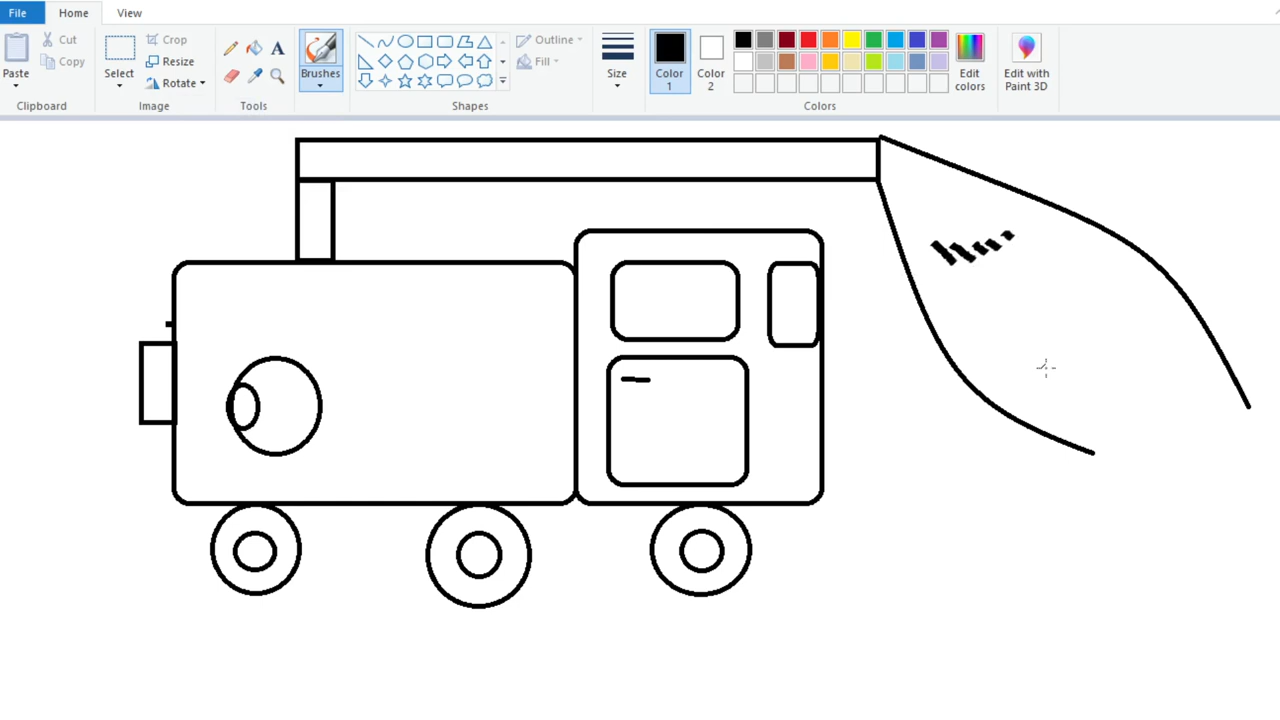 File Home View
Paste
Cut
Copy
Clipboard
Select
Crop
Resize
Rotate
Image
Tools
A
Brushes
Shapes
Outline
Fill
Size
Color 1
Color 2
Colors
Edit colors
Edit with Paint 3D